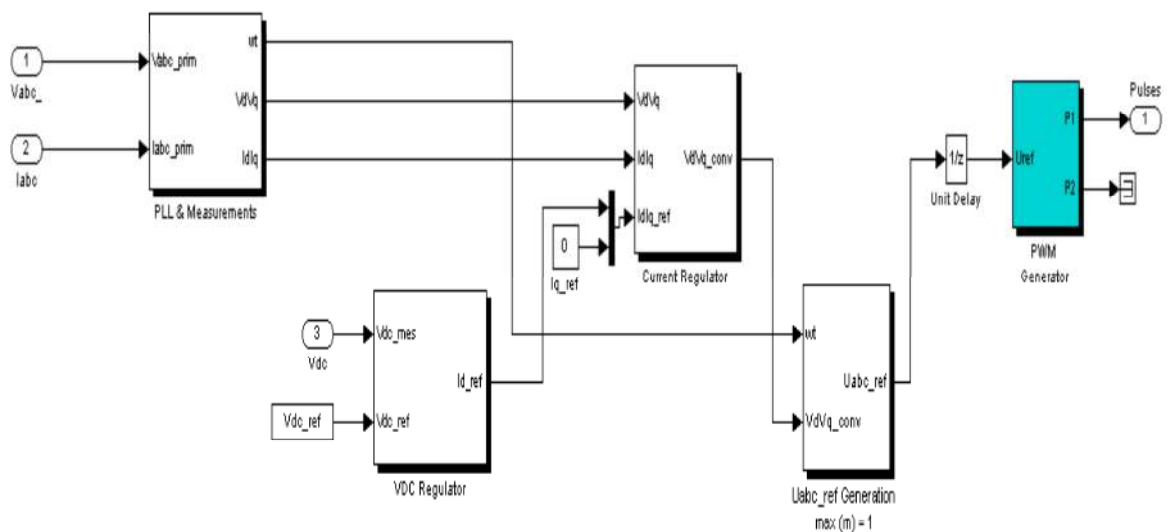 1
Vabc_
2
Iabc
Vabc_prim
Iabc_prim
wt
VdVq
IdIq
PLL & Measurements
VdVq
IdIq
IdIq_ref
VdVq_conv
Current Regulator
0
Iq_ref
3
Vdc
Vdc_ref
Vdc_mes
Vdc_ref
Id_ref
VDC Regulator
wt
VdVq_conv
Uabc_ref
Uabc_ref Generation
max (m) = 1
1/z
Unit Delay
Uref
P1
P2
PWM
Generator
Pulses
1